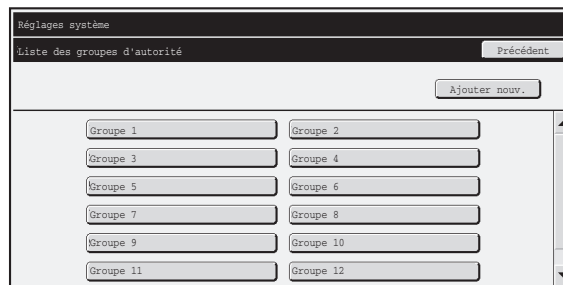 Réglages système
Liste des groupes d'autorité
Précédent
Ajouter nouv.
Groupe 1
Groupe 2
Groupe 3
Groupe 4
Groupe 5
Groupe 6
Groupe 7
Groupe 8
Groupe 9
Groupe 10
Groupe 11
Groupe 12